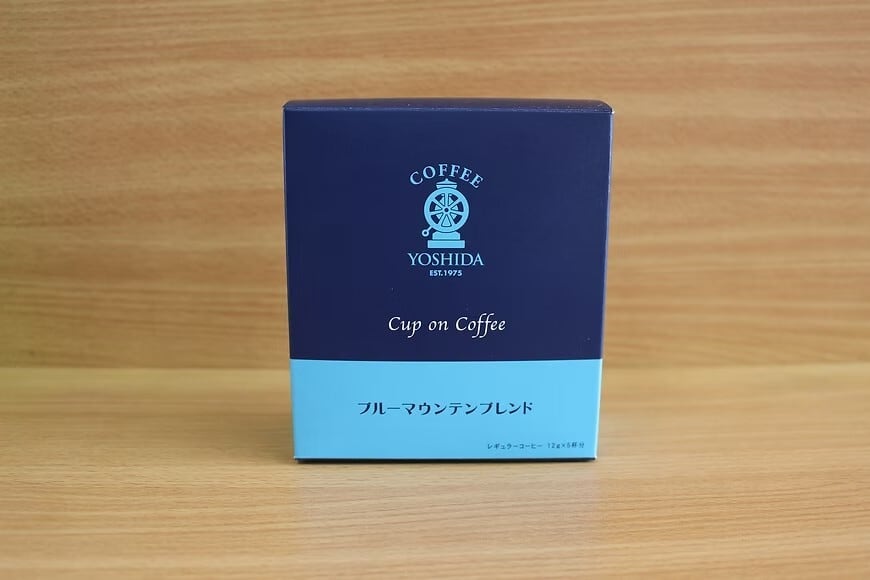 COFFEE
YOSHIDA
EST.1975
Cup on Coffee
ブルーマウンテンブレンド
レギュラーコーヒー 12g×5杯分